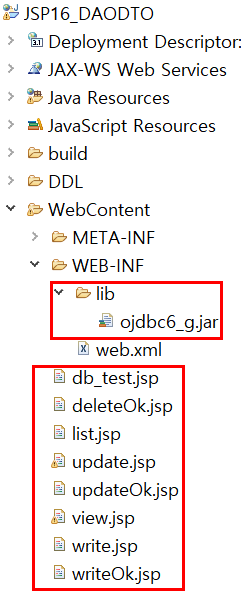 JSP16_DAODTO
Deployment Descriptor:
JAX-WS Web Services
Java Resources
JavaScript Resources
build
DDL
WebContent
META-INF
WEB-INF
lib
ojdbc6_g.jar
web.xml
db_test.jsp
deleteOk.jsp
list.jsp
update.jsp
updateOk.jsp
view.jsp
write.jsp
writeOk.jsp